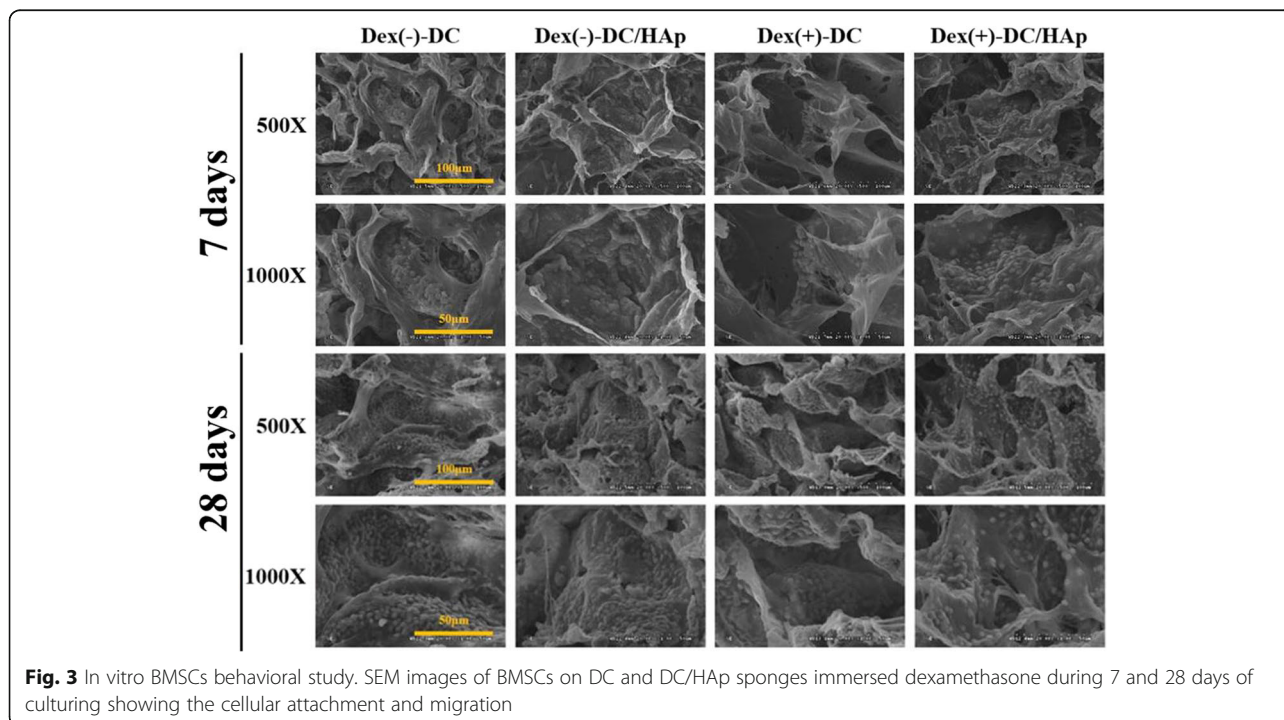 Dex(-)-DC Dex(-)-DC/HAp Dex(+)-DC Dex(+)-DC/HAp
7 days
500X
100µm
1000X
50µm
28 days
500X
100µm
1000X
50µm
Fig. 3 In vitro BMSCs behavioral study. SEM images of BMSCs on DC and DC/HAp sponges immersed dexamethasone during 7 and 28 days of
culturing showing the cellular attachment and migration